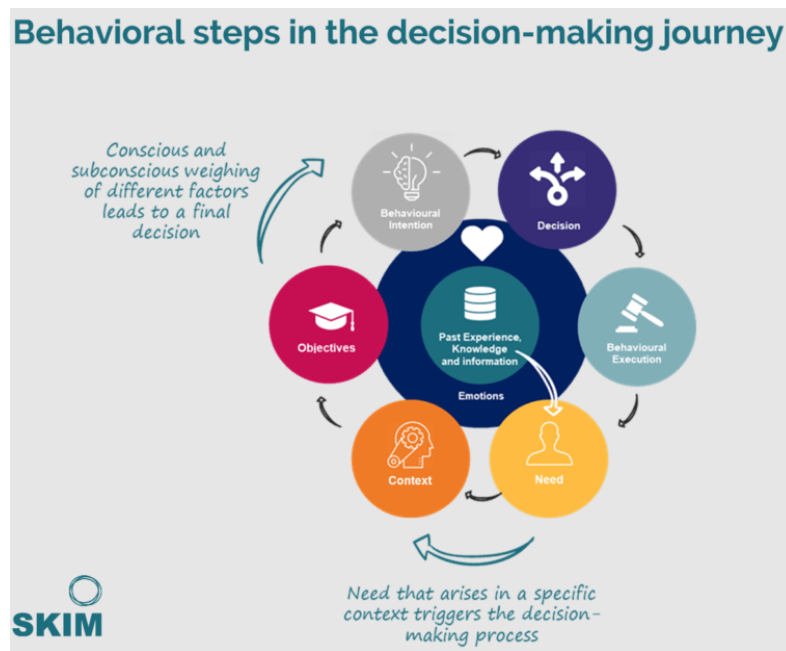 Behavioral steps in the decision-making journey
Conscious and
subconscious weighing
of different factors
leads to a final
decision
Behavioural
Intention
Decision
Objectives
Past Experience,
Knowledge
and information
Behavioural
Execution
Emotions
Context
Need
Need that arises in a specific
context triggers the decision-
making process
SKIM